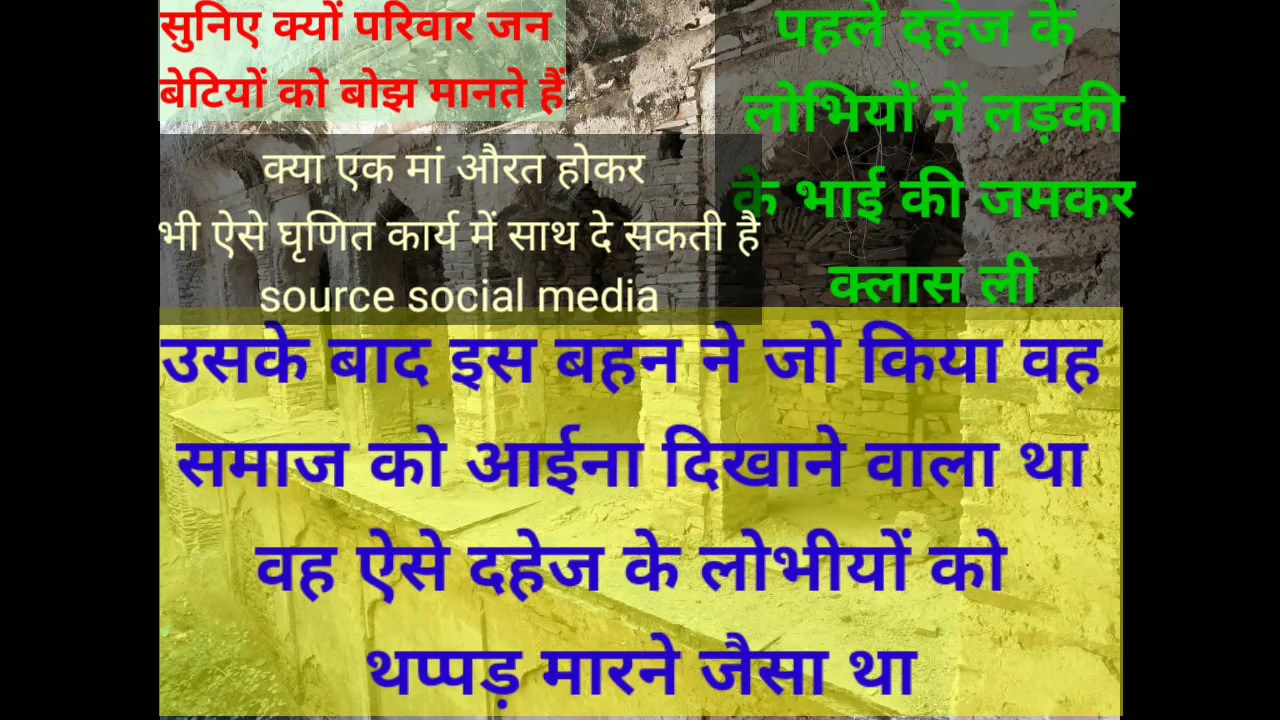 सुनिए क्यों परिवार जन
बेटियों को बोझ मानते हैं
पहले दहेज के
लोभियों नें लड़की
के भाई की जमकर
क्लास ली
क्या एक मां औरत होकर
भी ऐसे घृणित कार्य में साथ दे सकती है
source social media
उसके बाद इस बहन ने जो किया वह
समाज को आईना दिखाने वाला था
वह ऐसे दहेज के लोभीयों को
थप्पड़ मारने जैसा था